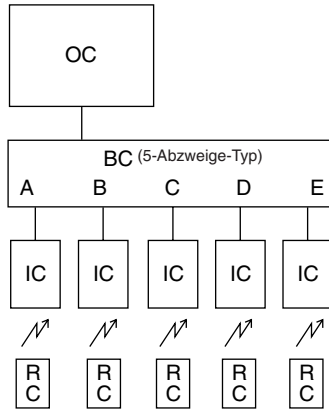 OC
BC (5-Abzweige-Typ)
A B C D E
IC IC IC IC IC
R R R R R
C C C C C